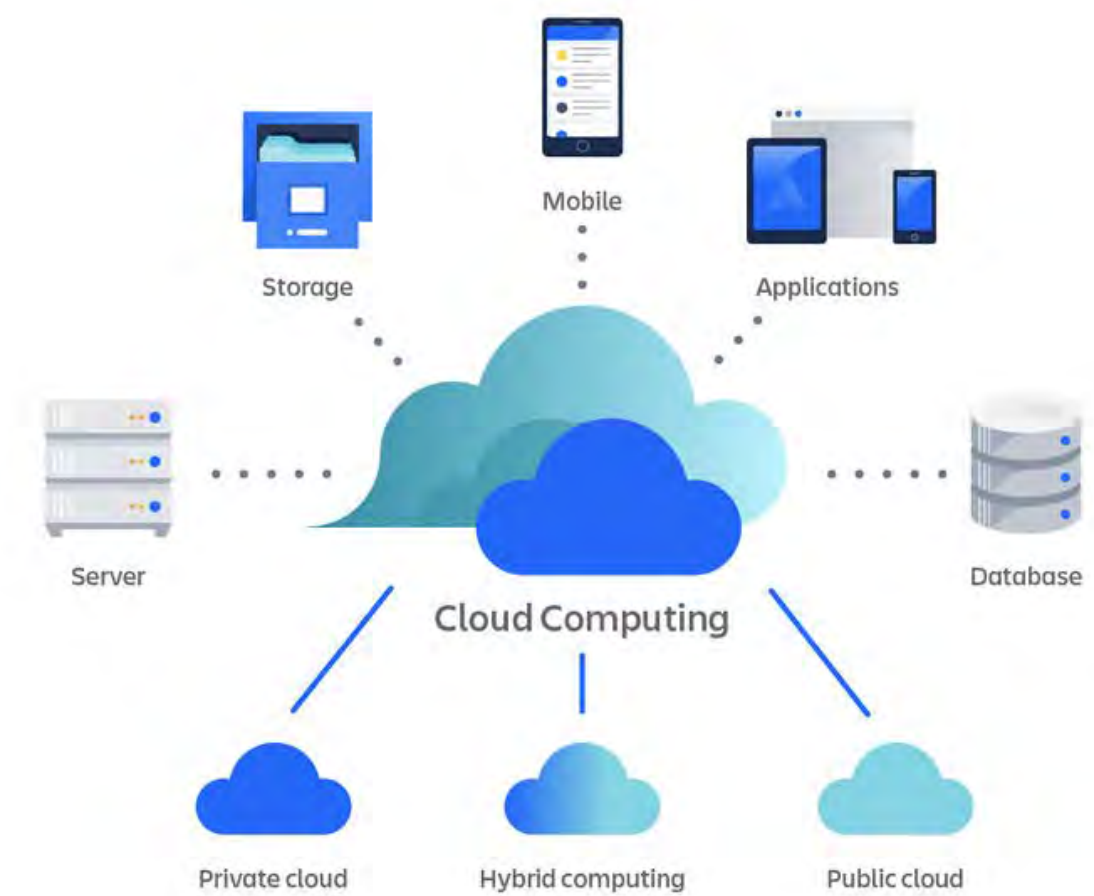 Mobile
Storage
Applications
Server
Database
Cloud Computing
Private cloud
Hybrid computing
Public cloud